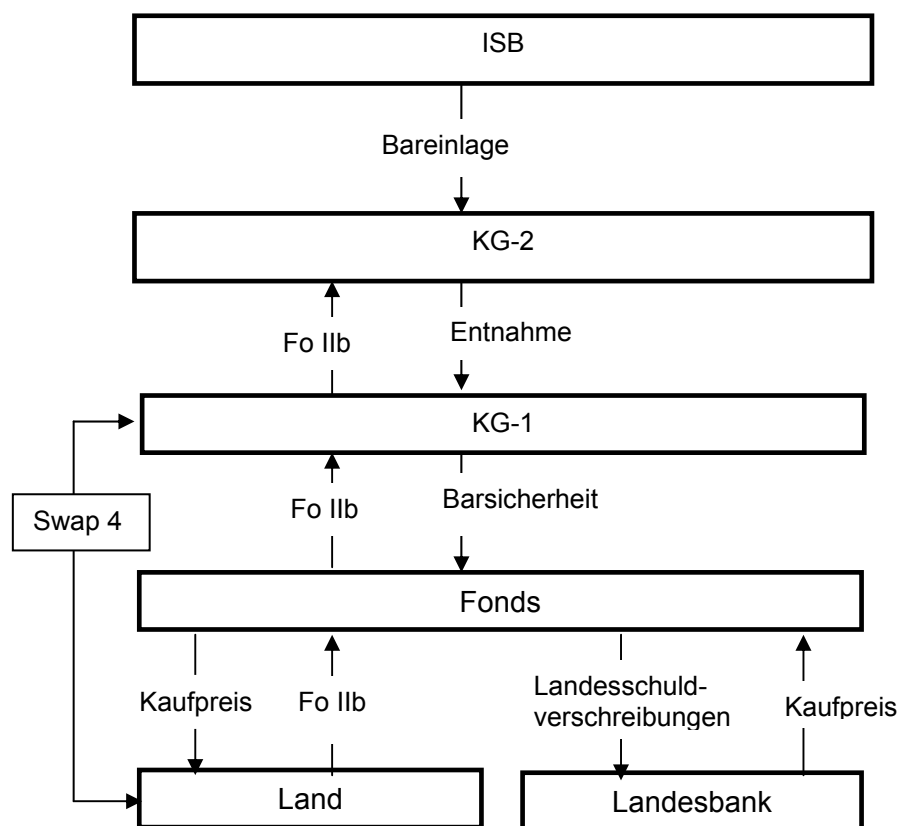 ISB
Bareinlage
KG-2
Fo IIb
Entnahme
KG-1
Fo IIb
Barsicherheit
Swap 4
Fonds
Kaufpreis
Fo IIb
Landesschuld-
verschreibungen
Kaufpreis
Land
Landesbank